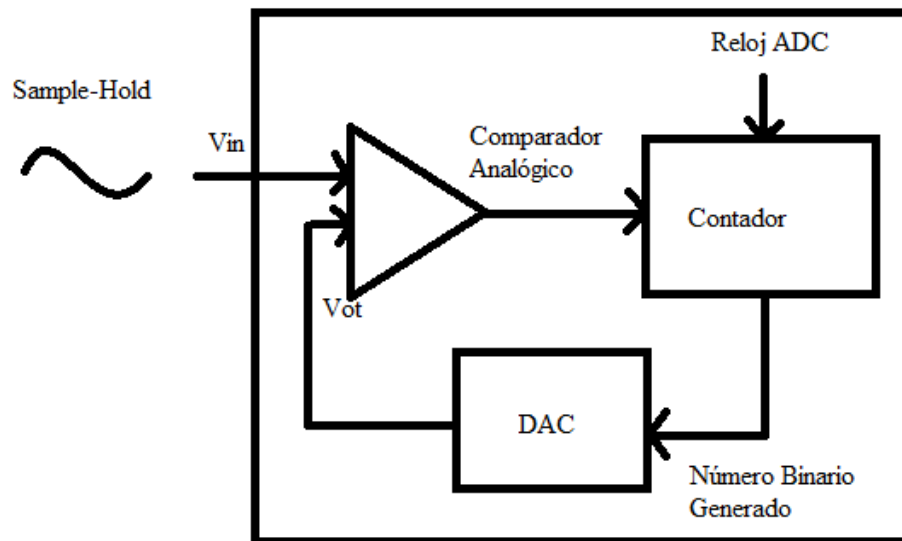 Reloj ADC
Sample-Hold
Vin
Comparador
Analógico
Contador
Vot
DAC
Número Binario
Generado